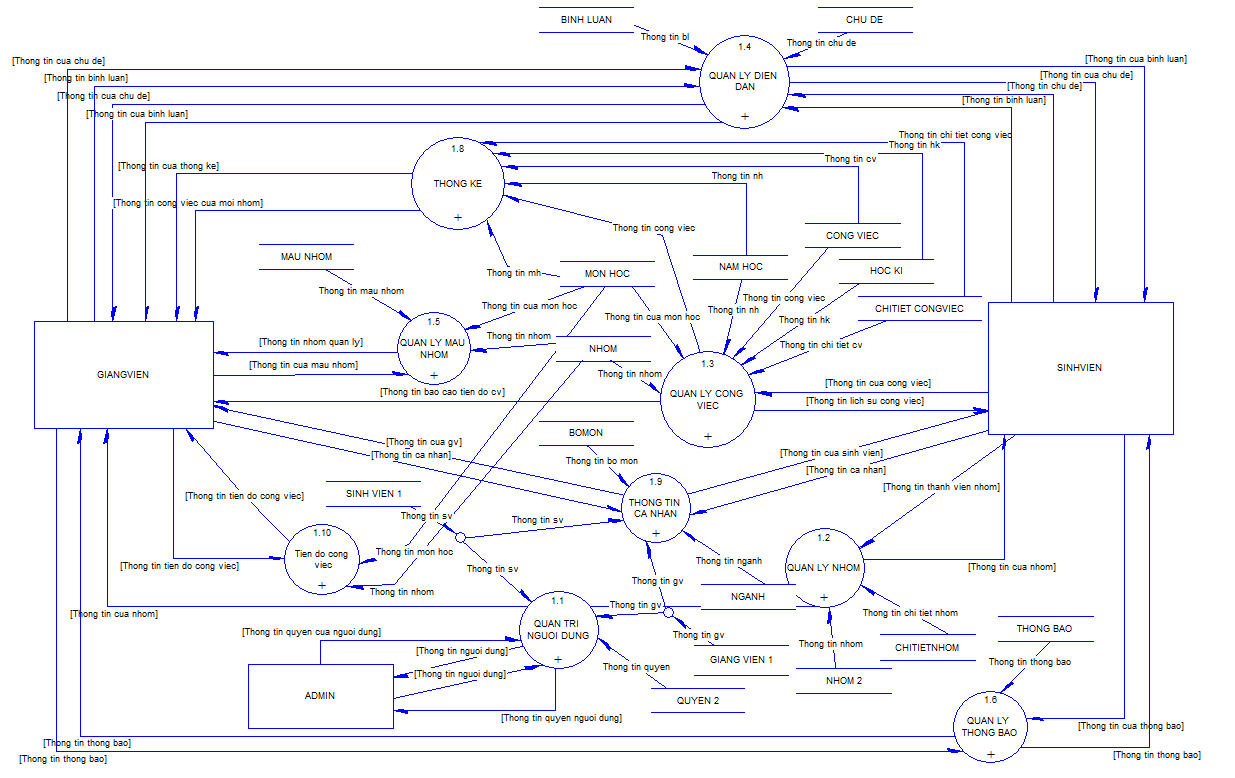 BINH LUAN
CHU DE
Thong tin bl
Thong tin chu de
1.4
QUAN LY DIEN
DAN
+
[Thong tin cua chu de]
[Thong tin binh luan]
[Thong tin cua chu de]
[Thong tin cua binh luan]
[Thong tin cua binh luan]
[Thong tin cua chu de]
[Thong tin chu de]
[Thong tin binh luan]
Thong tin chi tiet cong viec
Thong tin hk
Thong tin cv
Thong tin nh
1.8
THONG KE
+
[Thong tin cua thong ke]
[Thong tin cong viec cua moi nhom]
Thong tin cong viec
CONG VIEC
MAU NHOM
MON HOC
NAM HOC
HOC KI
CHITIET CONGVIEC
Thong tin mh
Thong tin mau nhom
Thong tin cua mon hoc
Thong tin cua mon hoc
Thong tin cong viec
Thong tin nh
Thong tin hk
Thong tin chi tiet cv
1.5
QUAN LY MAU
NHOM
+
Thong tin nhom
NHOM
Thong tin nhom
1.3
QUAN LY CONG
VIEC
+
GIANGVIEN
SINHVIEN
[Thong tin nhom quan ly]
[Thong tin cua mau nhom]
[Thong tin bao cao tien do cv]
[Thong tin cua cong viec]
[Thong tin lich su cong viec]
BOMON
Thong tin bo mon
[Thong tin cua gv]
[Thong tin ca nhan]
[Thong tin cua sinh vien]
[Thong tin ca nhan]
[Thong tin thanh vien nhom]
1.9
THONG TIN
CA NHAN
+
SINH VIEN 1
Thong tin sv
Thong tin sv
Thong tin sv
[Thong tin tien do cong viec]
1.10
Tien do cong
viec
+
Thong tin mon hoc
Thong tin nhom
[Thong tin tien do cong viec]
1.2
QUAN LY NHOM
+
Thong tin nganh
NGANH
Thong tin gv
Thong tin gv
Thong tin gv
[Thong tin cua nhom]
Thong tin chi tiet nhom
CHITIETNHOM
Thong tin nhom
NHOM 2
GIANG VIEN 1
[Thong tin cua nhom]
1.1
QUAN TRI
NGUOI DUNG
+
[Thong tin quyen cua nguoi dung]
[Thong tin nguoi dung]
[Thong tin nguoi dung]
ADMIN
[Thong tin quyen nguoi dung]
Thong tin quyen
QUYEN 2
THONG BAO
Thong tin thong bao
1.6
QUAN LY
THONG BAO
+
[Thong tin cua thong bao]
[Thong tin thong bao]
[Thong tin thong bao]
[Thong tin thong bao]